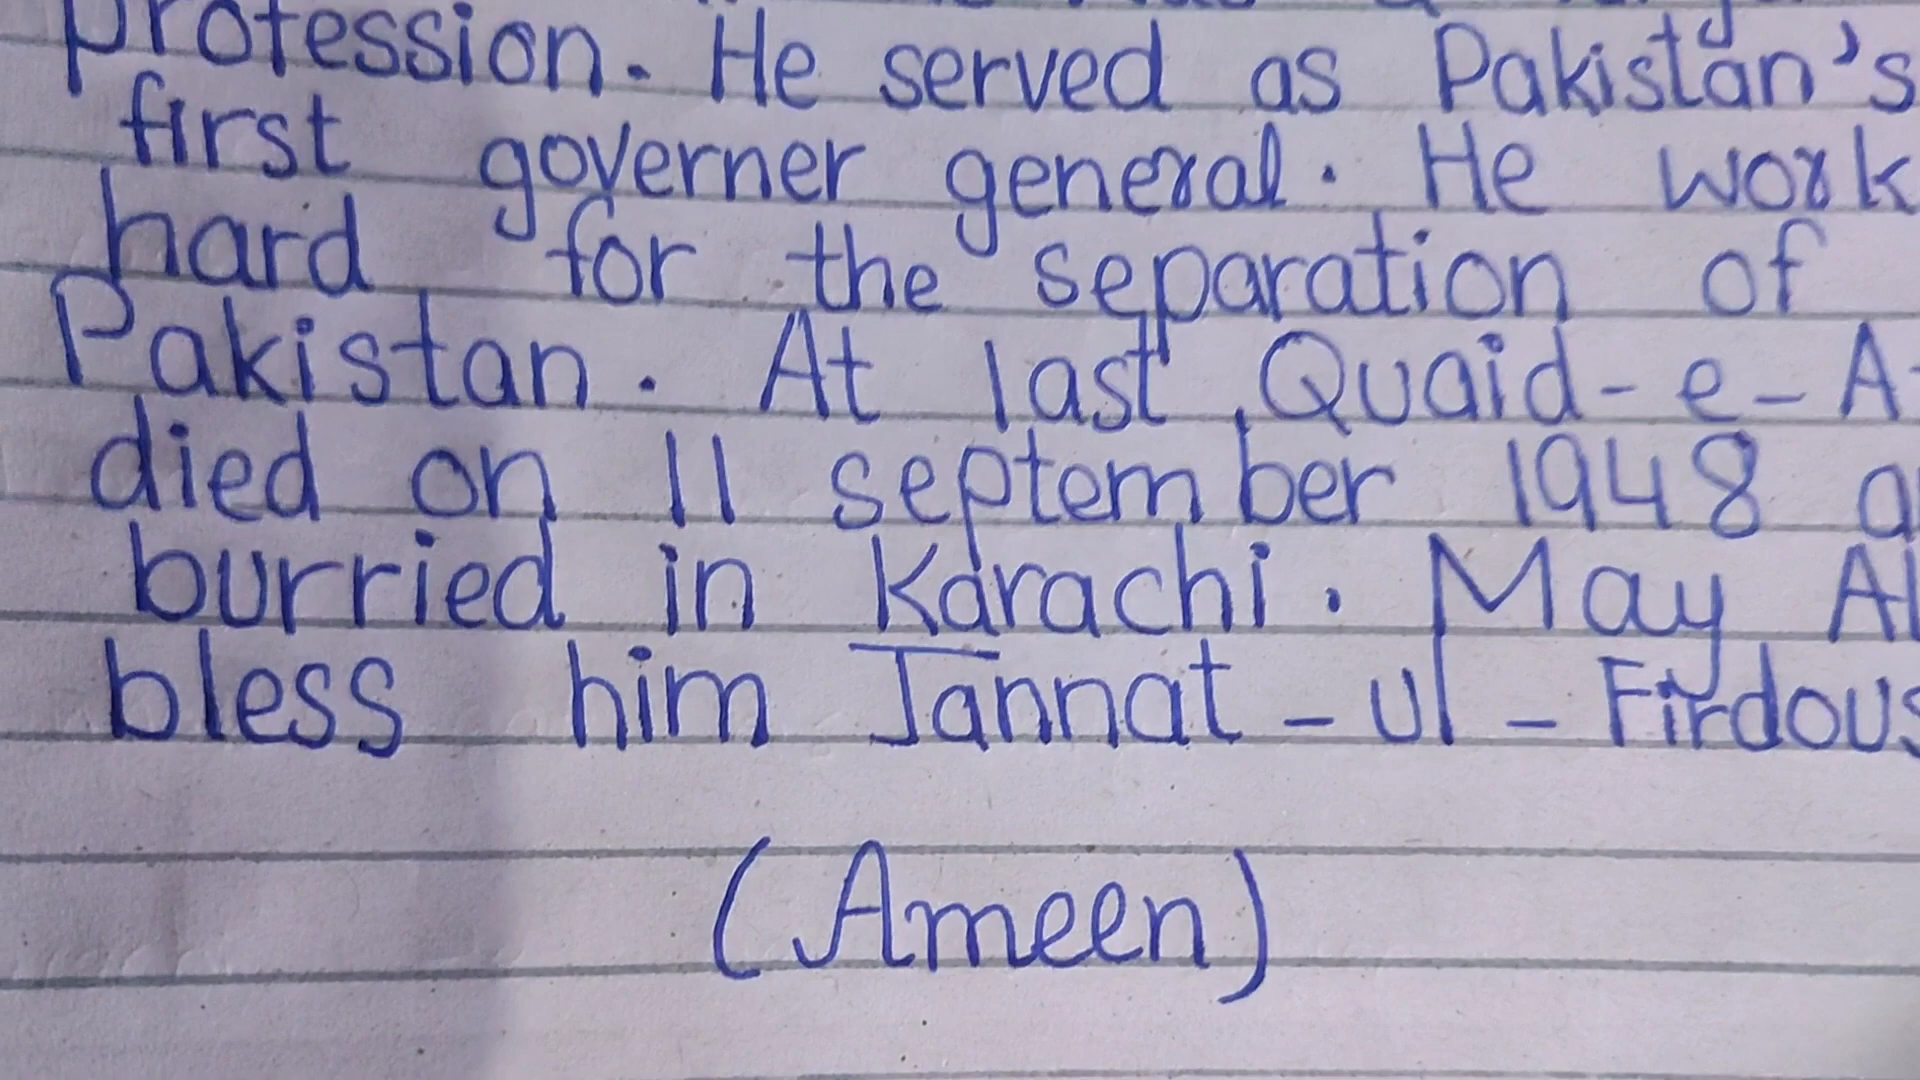 profession. He served as Pakistan's
first governer general. He work
hard for the separation of
Pakistan. At last, Quaid-e-A
died on 11 september 1948 a
burried in Karachi. May Al
bless him Jannat-ul-Firdous
(Ameen)